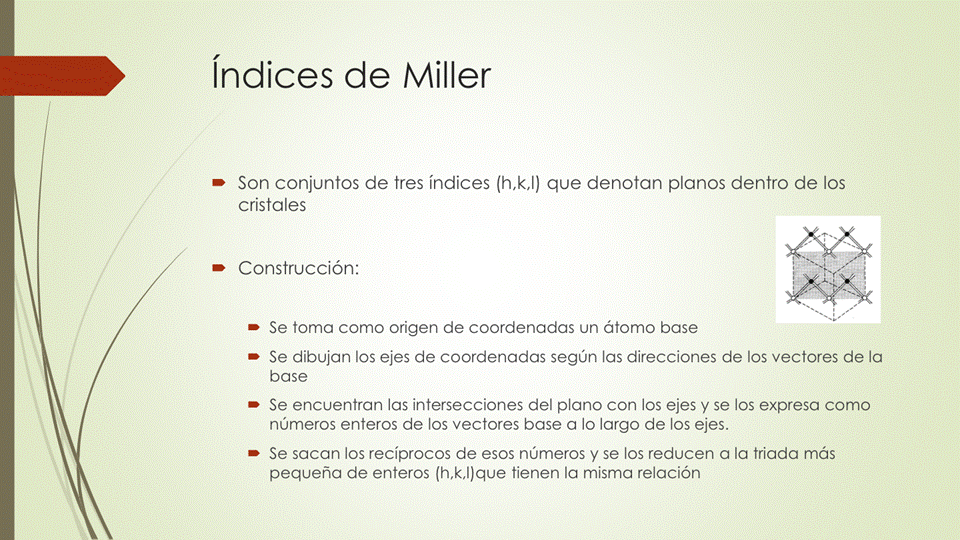 Índices de Miller
Son conjuntos de tres índices (h,k,l) que denotan planos dentro de los
cristales
Construcción:
Se toma como origen de coordenadas un átomo base
Se dibujan los ejes de coordenadas según las direcciones de los vectores de la
base
Se encuentran las intersecciones del plano con los ejes y se los expresa como
números enteros de los vectores base a lo largo de los ejes.
Se sacan los recíprocos de esos números y se los reducen a la triada más
pequeña de enteros (h,k,l)que tienen la misma relación